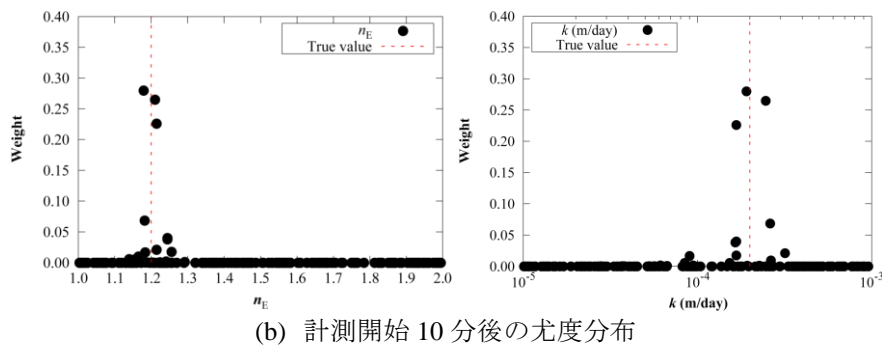 0.40
0.35
0.30
0.25
0.20
0.15
0.10
0.05
0.00
Weight
n_E
True value
1.0 1.1 1.2 1.3 1.4 1.5 1.6 1.7 1.8 1.9 2.0
n_E
0.40
0.35
0.30
0.25
0.20
0.15
0.10
0.05
0.00
Weight
k (m/day)
True value
10⁻⁵ 10⁻⁴ 10⁻³
k (m/day)
(b) 計測開始 10 分後の尤度分布